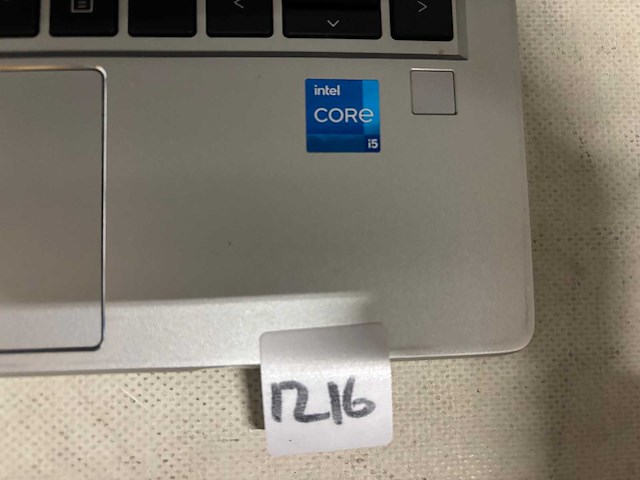 <
>
intel
CORE
i5
1216